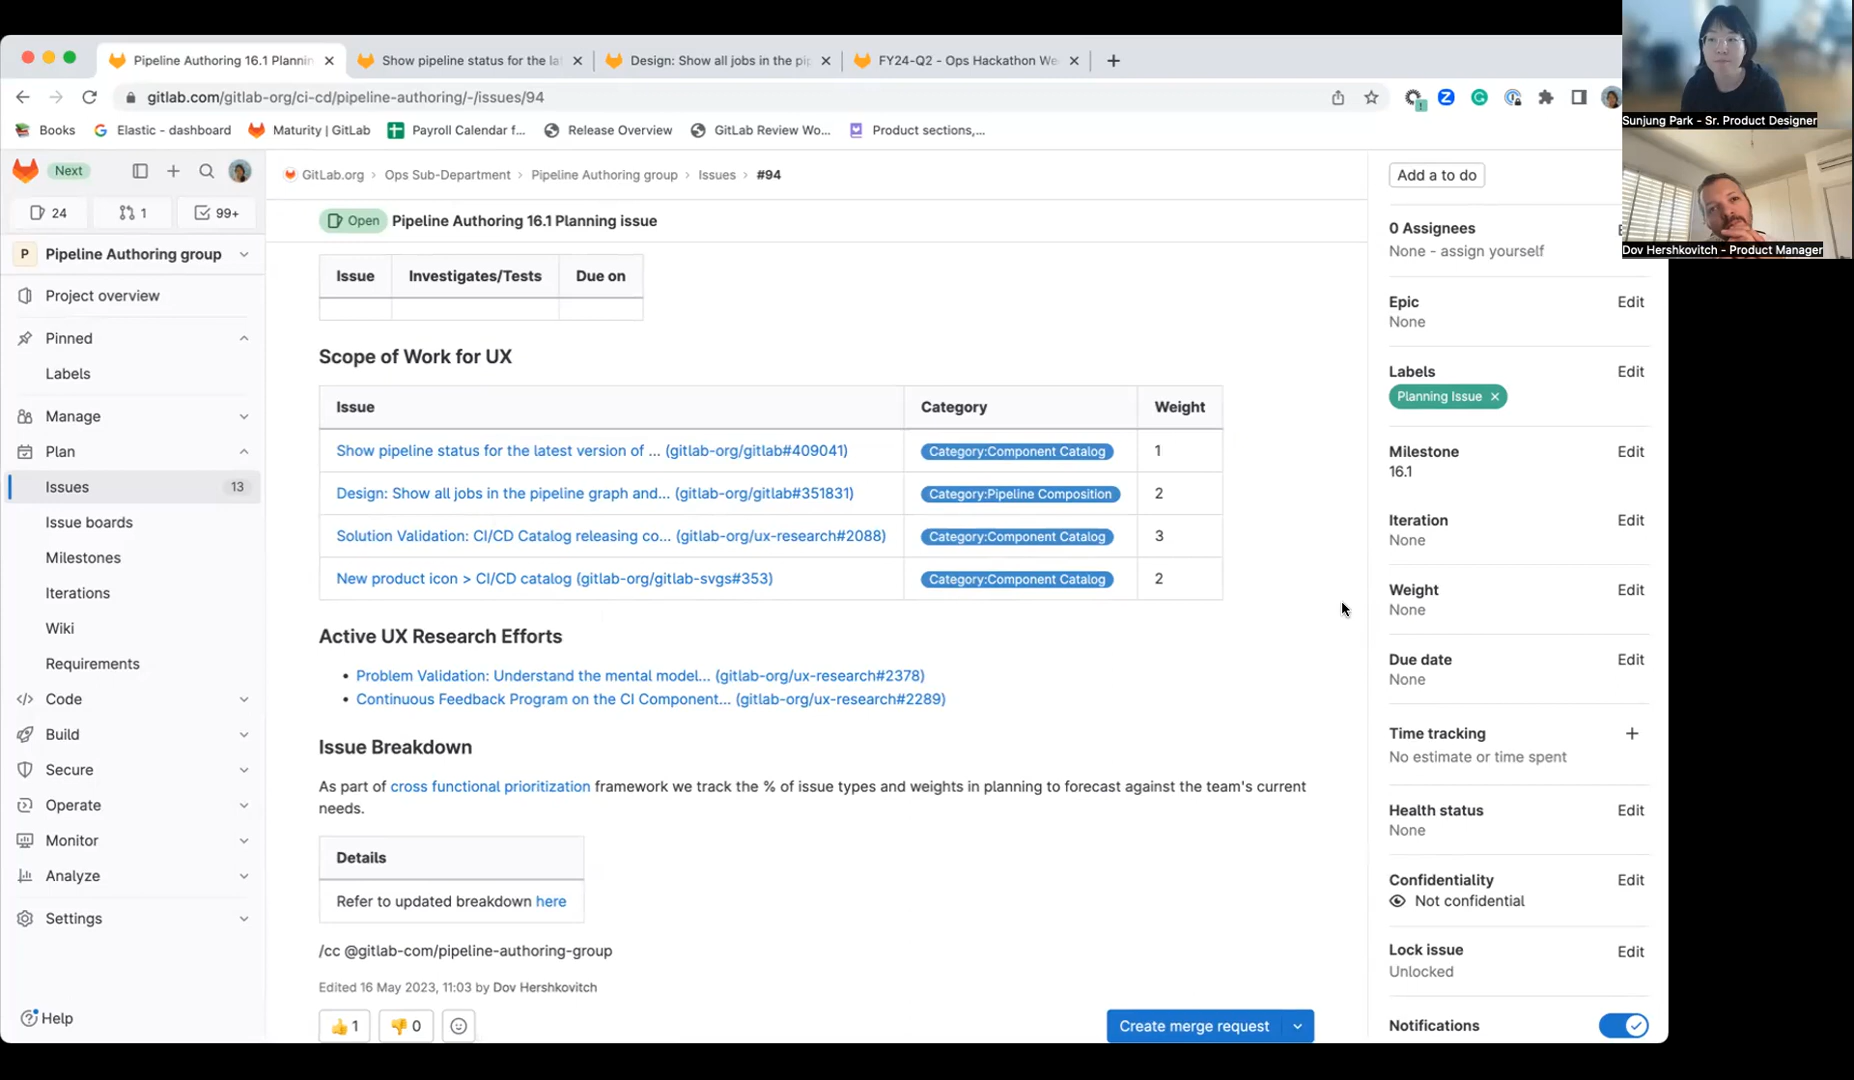 Pipeline Authoring 16.1 Plannin
Show pipeline status for the la
Design: Show all jobs in the pip
FY24-Q2 - Ops Hackathon We
gitlab.com/gitlab-org/ci-cd/pipeline-authoring/-/issues/94
Books
Elastic - dashboard
Maturity | GitLab
Payroll Calendar f...
Release Overview
GitLab Review Wo...
Product sections,...
Sunjung Park - Sr. Product Designer
Dov Hershkovitch - Product Manager
Next
24
1
99+
P Pipeline Authoring group
Project overview
Pinned
Labels
Manage
Plan
Issues 13
Issue boards
Milestones
Iterations
Wiki
Requirements
Code
Build
Secure
Operate
Monitor
Analyze
Settings
Help
GitLab.org › Ops Sub-Department › Pipeline Authoring group › Issues › #94
Open Pipeline Authoring 16.1 Planning issue
Issue Investigates/Tests Due on
Scope of Work for UX
Issue Category Weight
Show pipeline status for the latest version of ... (gitlab-org/gitlab#409041) Category:Component Catalog 1
Design: Show all jobs in the pipeline graph and... (gitlab-org/gitlab#351831) Category:Pipeline Composition 2
Solution Validation: CI/CD Catalog releasing co... (gitlab-org/ux-research#2088) Category:Component Catalog 3
New product icon > CI/CD catalog (gitlab-org/gitlab-svgs#353) Category:Component Catalog 2
Active UX Research Efforts
• Problem Validation: Understand the mental model... (gitlab-org/ux-research#2378)
• Continuous Feedback Program on the CI Component... (gitlab-org/ux-research#2289)
Issue Breakdown
As part of cross functional prioritization framework we track the % of issue types and weights in planning to forecast against the team's current
needs.
Details
Refer to updated breakdown here
/cc @gitlab-com/pipeline-authoring-group
Edited 16 May 2023, 11:03 by Dov Hershkovitch
1
0
Create merge request
Add a to do
0 Assignees
None - assign yourself
Epic Edit
None
Labels Edit
Planning Issue
Milestone Edit
16.1
Iteration Edit
None
Weight Edit
None
Due date Edit
None
Time tracking
No estimate or time spent
Health status Edit
None
Confidentiality Edit
Not confidential
Lock issue Edit
Unlocked
Notifications